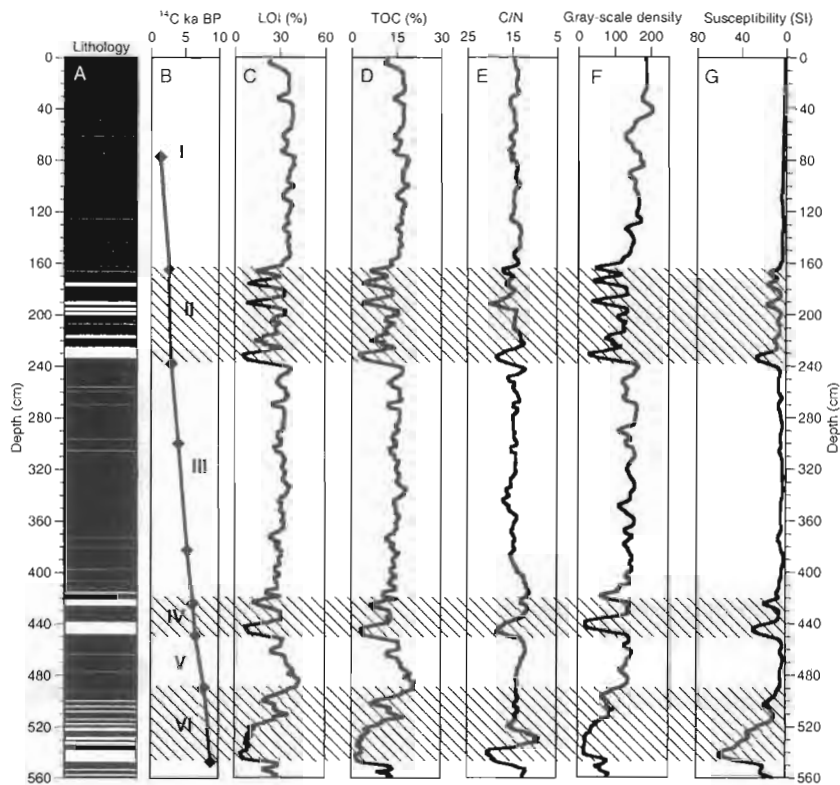 Lithology
¹⁴C ka BP
LOI (%)
TOC (%)
C/N
Gray-scale density
Susceptibility (SI)
0 5 10
0 30 60
0 15 30
25 15 5
0 100 200
80 40 0
A
B
C
D
E
F
G
I
II
III
IV
V
VI
Depth (cm)
0
40
80
120
160
200
240
280
320
360
400
440
480
520
560
0
40
80
120
160
200
240
280
320
360
400
440
480
520
560
Depth (cm)